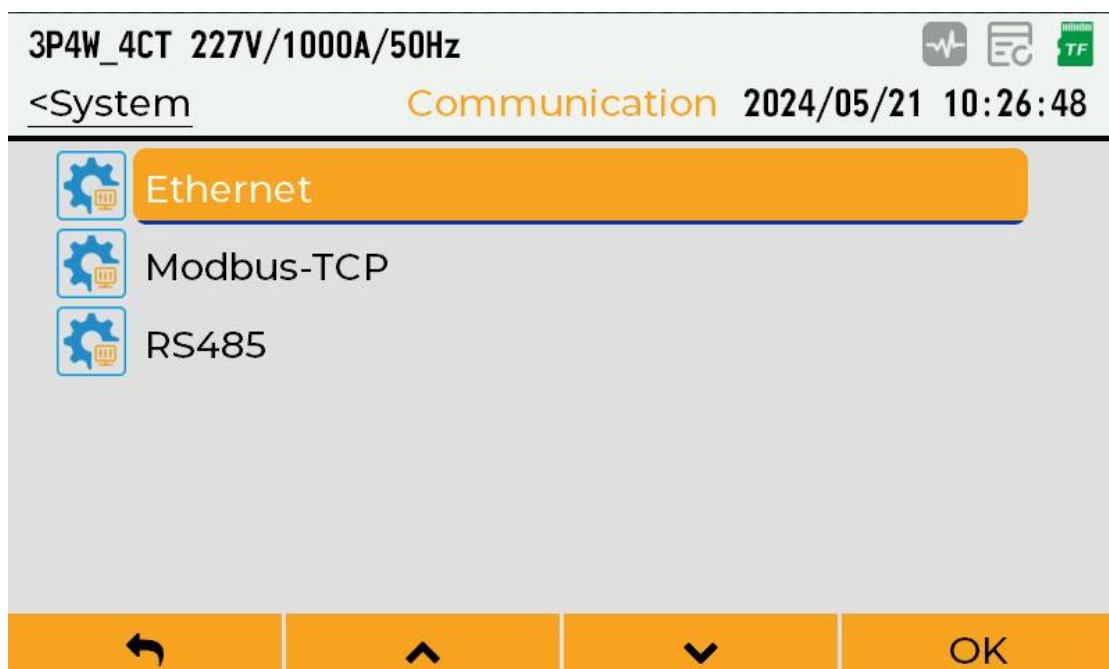 3P4W_4CT 227V/1000A/50Hz
TF
<System Communication 2024/05/21 10:26:48
Ethernet
Modbus-TCP
RS485
OK